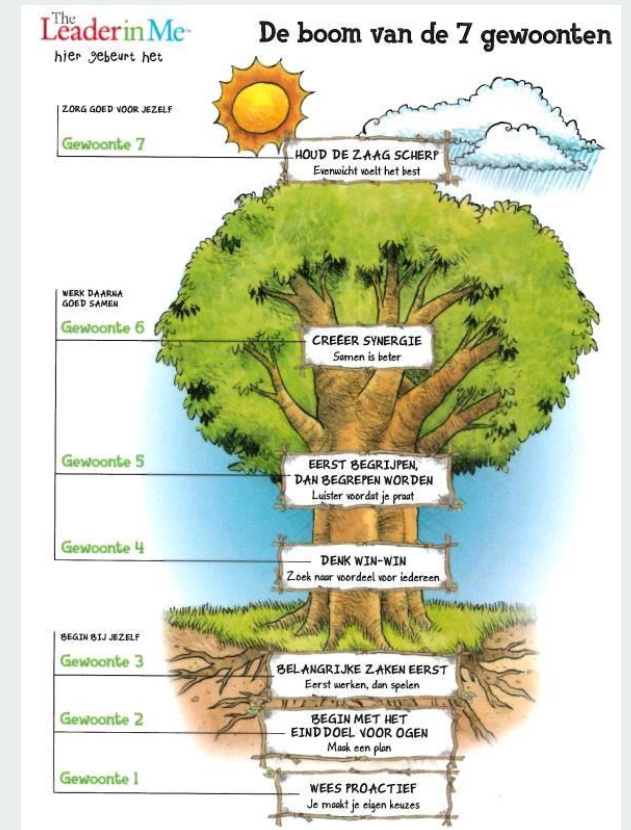 The
Leader in Me
hier gebeurt het
De boom van de 7 gewoonten
ZORG GOED VOOR JEZELF
Gewoonte 7
HOUD DE ZAAG SCHERP
Evenwicht voelt het best
WERK DAARNA
GOED SAMEN
Gewoonte 6
CREËER SYNERGIE
Samen is beter
Gewoonte 5
EERST BEGRIJPEN,
DAN BEGREPEN WORDEN
Luister voordat je praat
Gewoonte 4
DENK WIN-WIN
Zoek naar voordeel voor iedereen
BEGIN BIJ JEZELF
Gewoonte 3
BELANGRIJKE ZAKEN EERST
Eerst werken, dan spelen
Gewoonte 2
BEGIN MET HET
EINDDOEL VOOR OGEN
Maak een plan
Gewoonte 1
WEES PROACTIEF
Je maakt je eigen keuzes